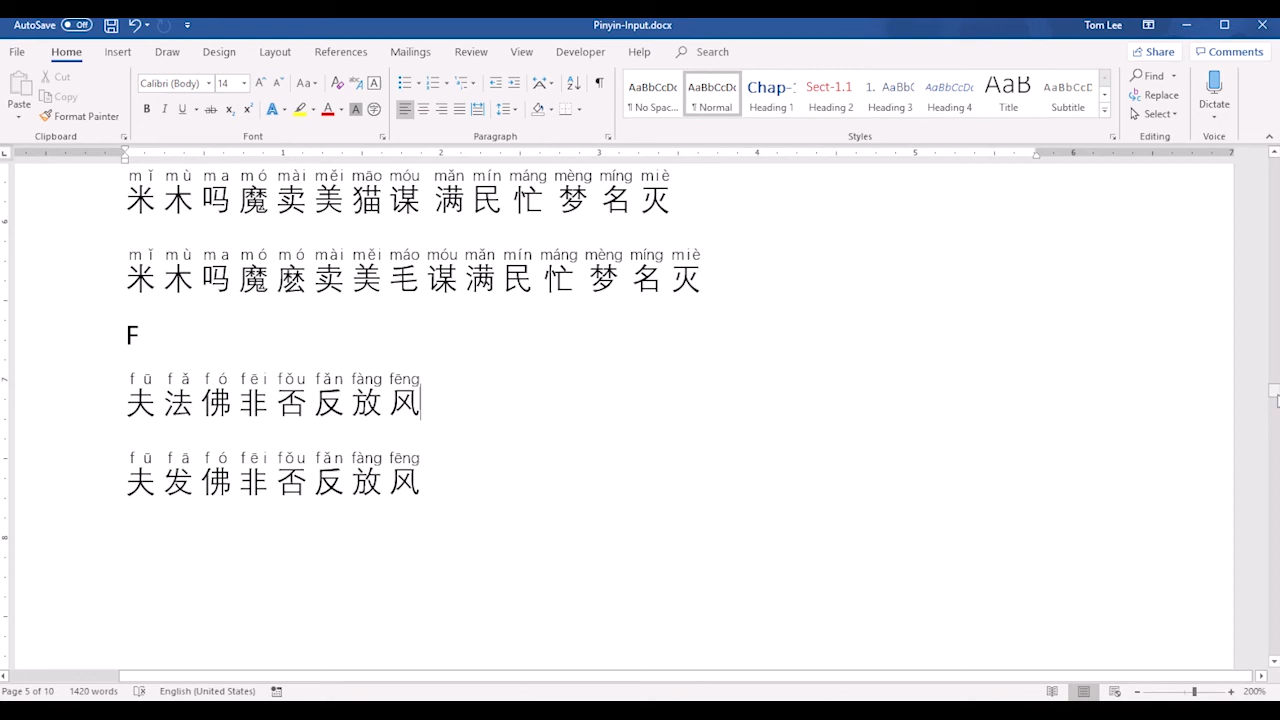 AutoSave Off Pinyin-Input.docx Tom Lee
File Home Insert Draw Design Layout References Mailings Review View Developer Help Search Share Comments
Paste Cut Copy Format Painter
Calibri (Body) 14
AaBbCcDc AaBbCcDc Chap- Sect-1.1 1. AaBbC AaBbCcDd AaB AaBbCcD
¶ No Spac... ¶ Normal Heading 1 Heading 2 Heading 3 Heading 4 Title Subtitle
Find Replace Select Dictate
Clipboard Font Paragraph Styles Editing Voice
1 2 3 4 5 6 7
mǐ mù ma mó mài měi māo móu mǎn mín máng mèng míng miè
米 木 吗 魔 卖 美 猫 谋 满 民 忙 梦 名 灭
mǐ mù ma mó mó mài měi máo móu mǎn mín máng mèng míng miè
米 木 吗 魔 麽 卖 美 毛 谋 满 民 忙 梦 名 灭
F
fū fǎ fó fēi fǒu fǎn fàng fēng
夫 法 佛 非 否 反 放 风
fū fā fó fēi fǒu fǎn fàng fēng
夫 发 佛 非 否 反 放 风
Page 5 of 10 1420 words English (United States) 200%